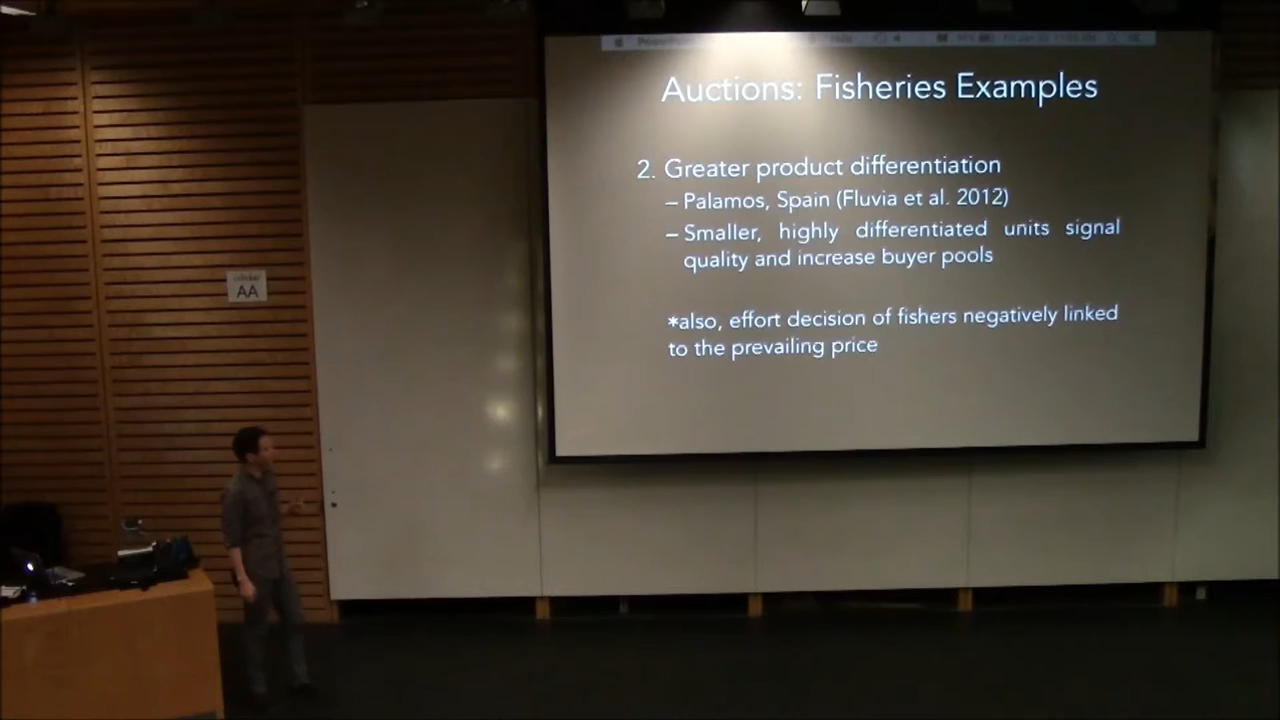 Auctions: Fisheries Examples
2. Greater product differentiation
– Palamos, Spain (Fluvia et al. 2012)
– Smaller, highly differentiated units signal
quality and increase buyer pools
*also, effort decision of fishers negatively linked
to the prevailing price
AA